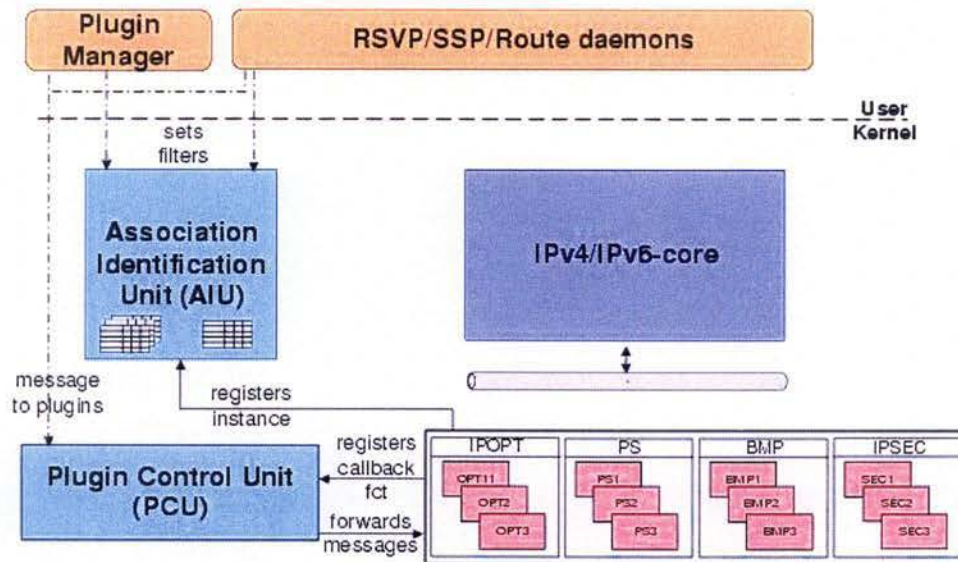 Plugin
Manager
RSVP/SSP/Route daemons
User
Kernel
sets
filters
Association
Identification
Unit (AIU)
IPv4/IPv6-core
message
to plugins
registers
instance
registers
callback
fct
forwards
messages
Plugin Control Unit
(PCU)
IPOPT
PS
BMP
IPSEC
OPT11
OPT2
OPT3
PS1
PS2
PS3
BMP1
BMP2
BMP3
SEC1
SEC2
SEC3